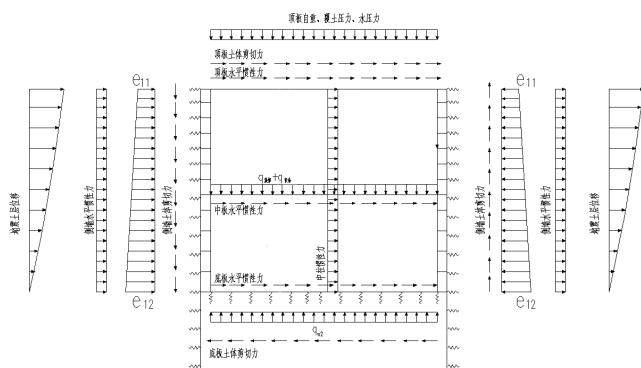 顶板自重、覆土压力、水压力
顶板土体剪切力
顶板水平惯性力
e11
e11
地震土层位移
侧墙水平惯性力
侧墙土体剪切力
侧墙土体剪切力
侧墙水平惯性力
地震土层位移
中板水平惯性力
中柱惯性力
底板水平惯性力
e12
e12
qw2
底板土体剪切力